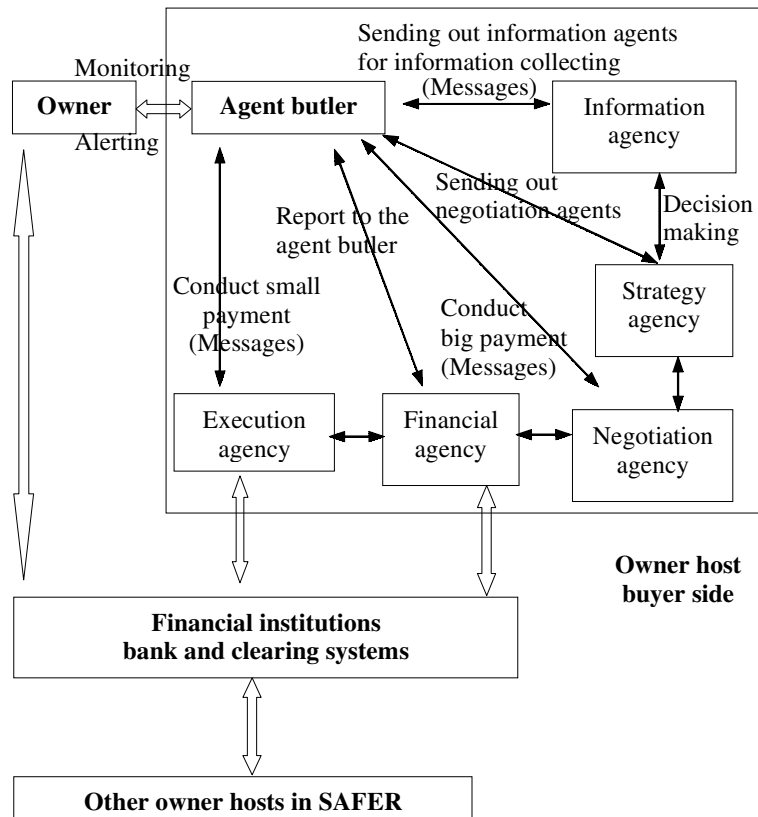 Sending out information agents
for information collecting
(Messages)
Monitoring
Owner
Agent butler
Information
agency
Alerting
Sending out
negotiation agents
Decision
making
Report to the
agent butler
Strategy
agency
Conduct small
payment
(Messages)
Conduct
big payment
(Messages)
Execution
agency
Financial
agency
Negotiation
agency
Owner host
buyer side
Financial institutions
bank and clearing systems
Other owner hosts in SAFER